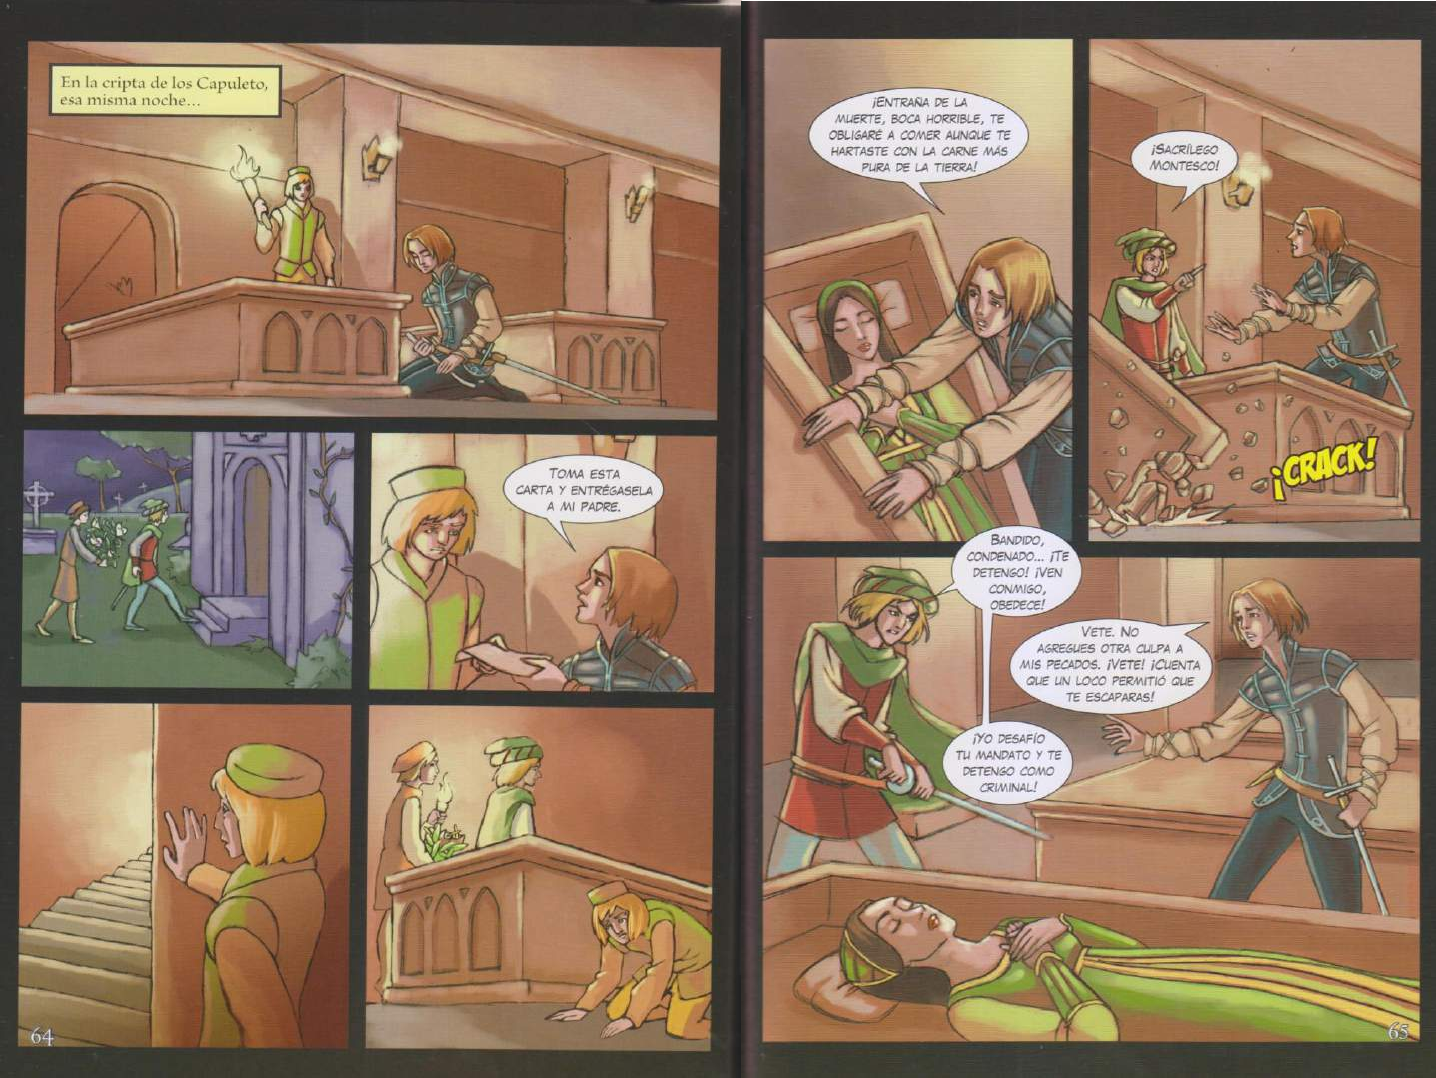 En la cripta de los Capuleto,
esa misma noche...
TOMA ESTA
CARTA Y ENTRÉGASELA
A MI PADRE.
64
¡ENTRAÑA DE LA
MUERTE, BOCA HORRIBLE, TE
OBLIGARÉ A COMER AUNQUE TE
HARTASTE CON LA CARNE MÁS
PURA DE LA TIERRA!
¡SACRÍLEGO
MONTESCO!
¡CRACK!
BANDIDO,
CONDENADO... ¡TE
DETENGO! ¡VEN
CONMIGO,
OBEDECE!
VETE. NO
AGREGUES OTRA CULPA A
MIS PECADOS. ¡VETE! ¡CUENTA
QUE UN LOCO PERMITIÓ QUE
TE ESCAPARAS!
¡YO DESAFÍO
TU MANDATO Y TE
DETENGO COMO
CRIMINAL!
65